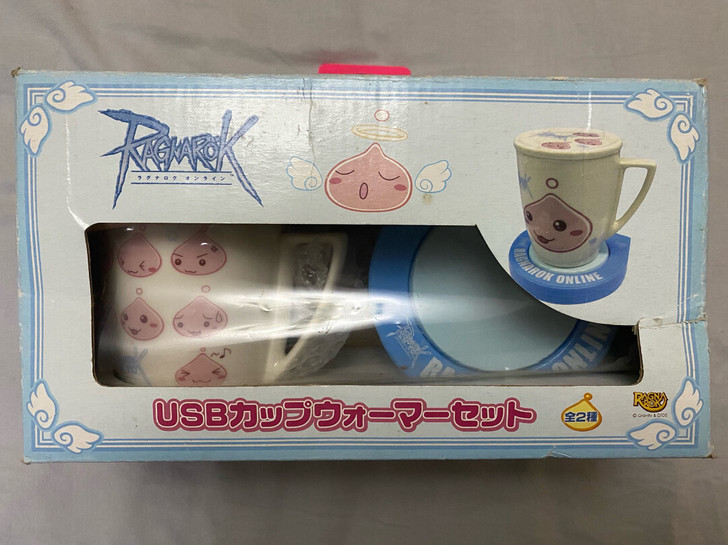 RAGNAROK
ラグナロク オンライン
RAGNAROK ONLINE
USBカップウォーマーセット
全2種
RAGNA